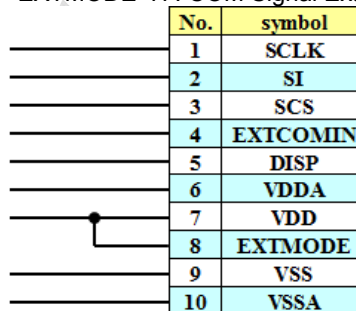 No. symbol
1 SCLK
2 SI
3 SCS
4 EXTCOMIN
5 DISP
6 VDDA
7 VDD
8 EXTMODE
9 VSS
10 VSSA